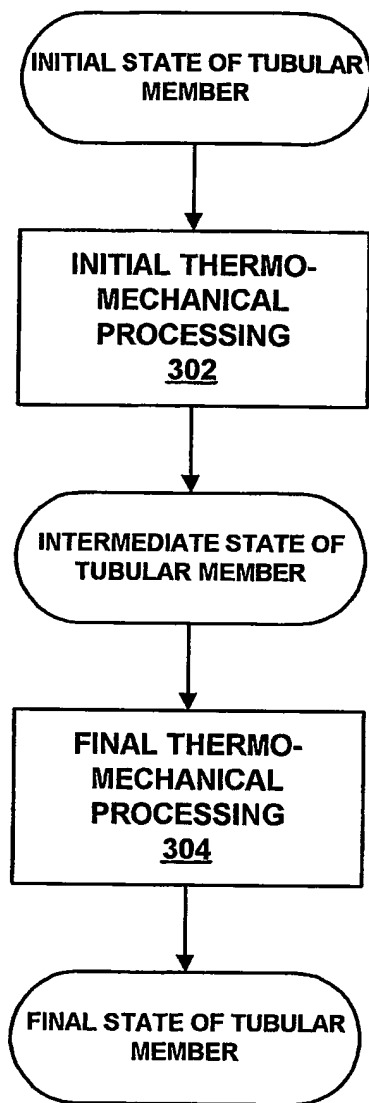 INITIAL STATE OF TUBULAR
MEMBER
INITIAL THERMO-
MECHANICAL
PROCESSING
302
INTERMEDIATE STATE OF
TUBULAR MEMBER
FINAL THERMO-
MECHANICAL
PROCESSING
304
FINAL STATE OF TUBULAR
MEMBER